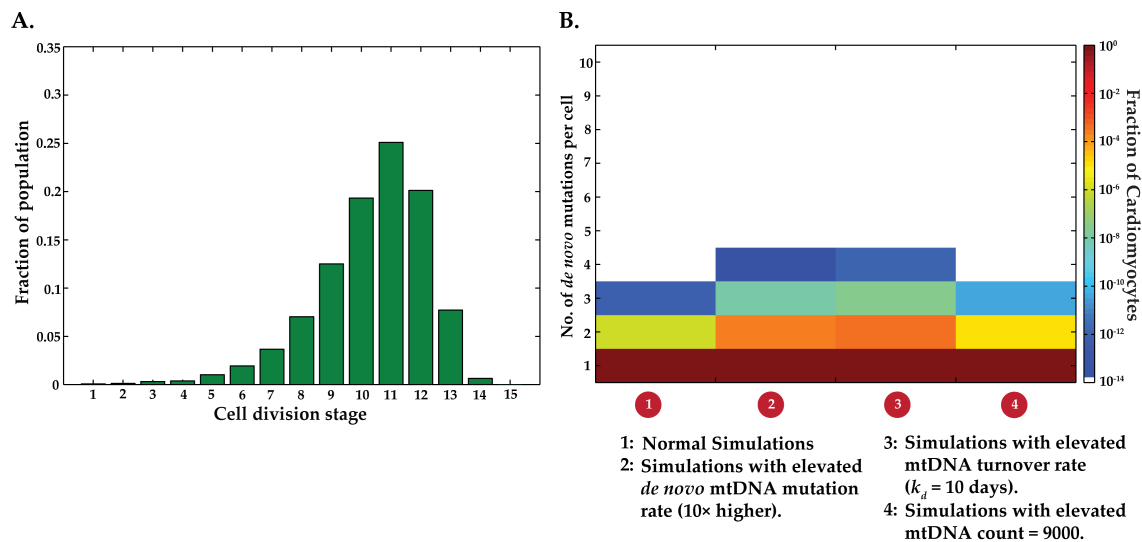 A.
0.35
0.3
0.25
0.2
0.15
0.1
0.05
0
Fraction of population
1 2 3 4 5 6 7 8 9 10 11 12 13 14 15
Cell division stage
B.
10
9
8
7
6
5
4
3
2
1
No. of de novo mutations per cell
10⁰
10⁻²
10⁻⁴
10⁻⁶
10⁻⁸
10⁻¹⁰
10⁻¹²
10⁻¹⁴
Fraction of Cardiomyocytes
1 2 3 4
1: Normal Simulations
2: Simulations with elevated
de novo mtDNA mutation
rate (10× higher).
3: Simulations with elevated
mtDNA turnover rate
(k_d = 10 days).
4: Simulations with elevated
mtDNA count = 9000.